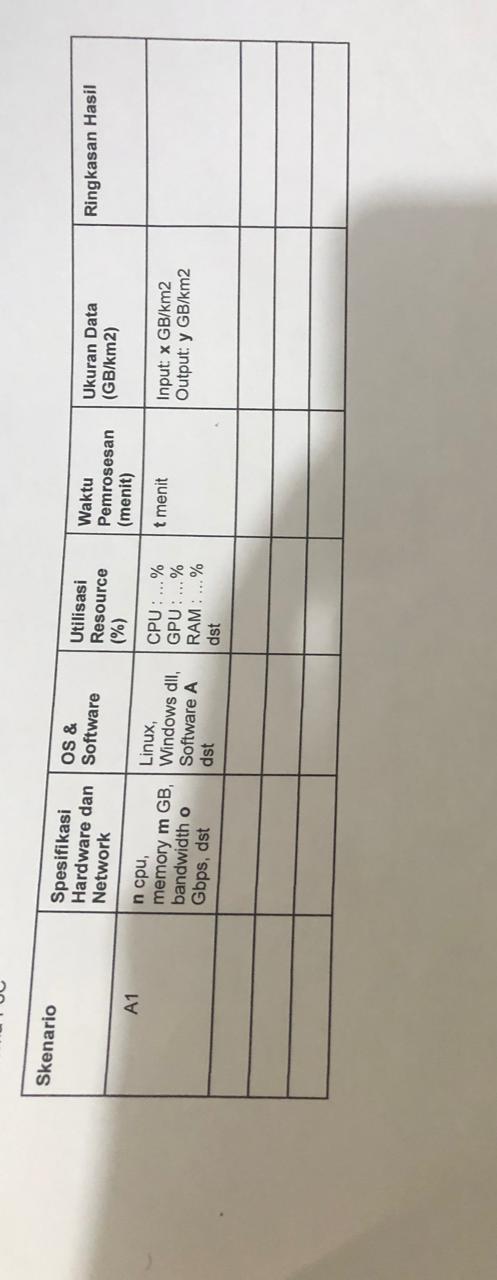 Skenario
Spesifikasi
Hardware dan
Network
OS &
Software
Utilisasi
Resource
(%)
Waktu
Pemrosesan
(menit)
Ukuran Data
(GB/km2)
Ringkasan Hasil
A1
n cpu,
memory m GB,
bandwidth o
Gbps, dst
Linux,
Windows dll,
Software A
dst
CPU : ... %
GPU : ... %
RAM : ... %
dst
t menit
Input: x GB/km2
Output: y GB/km2